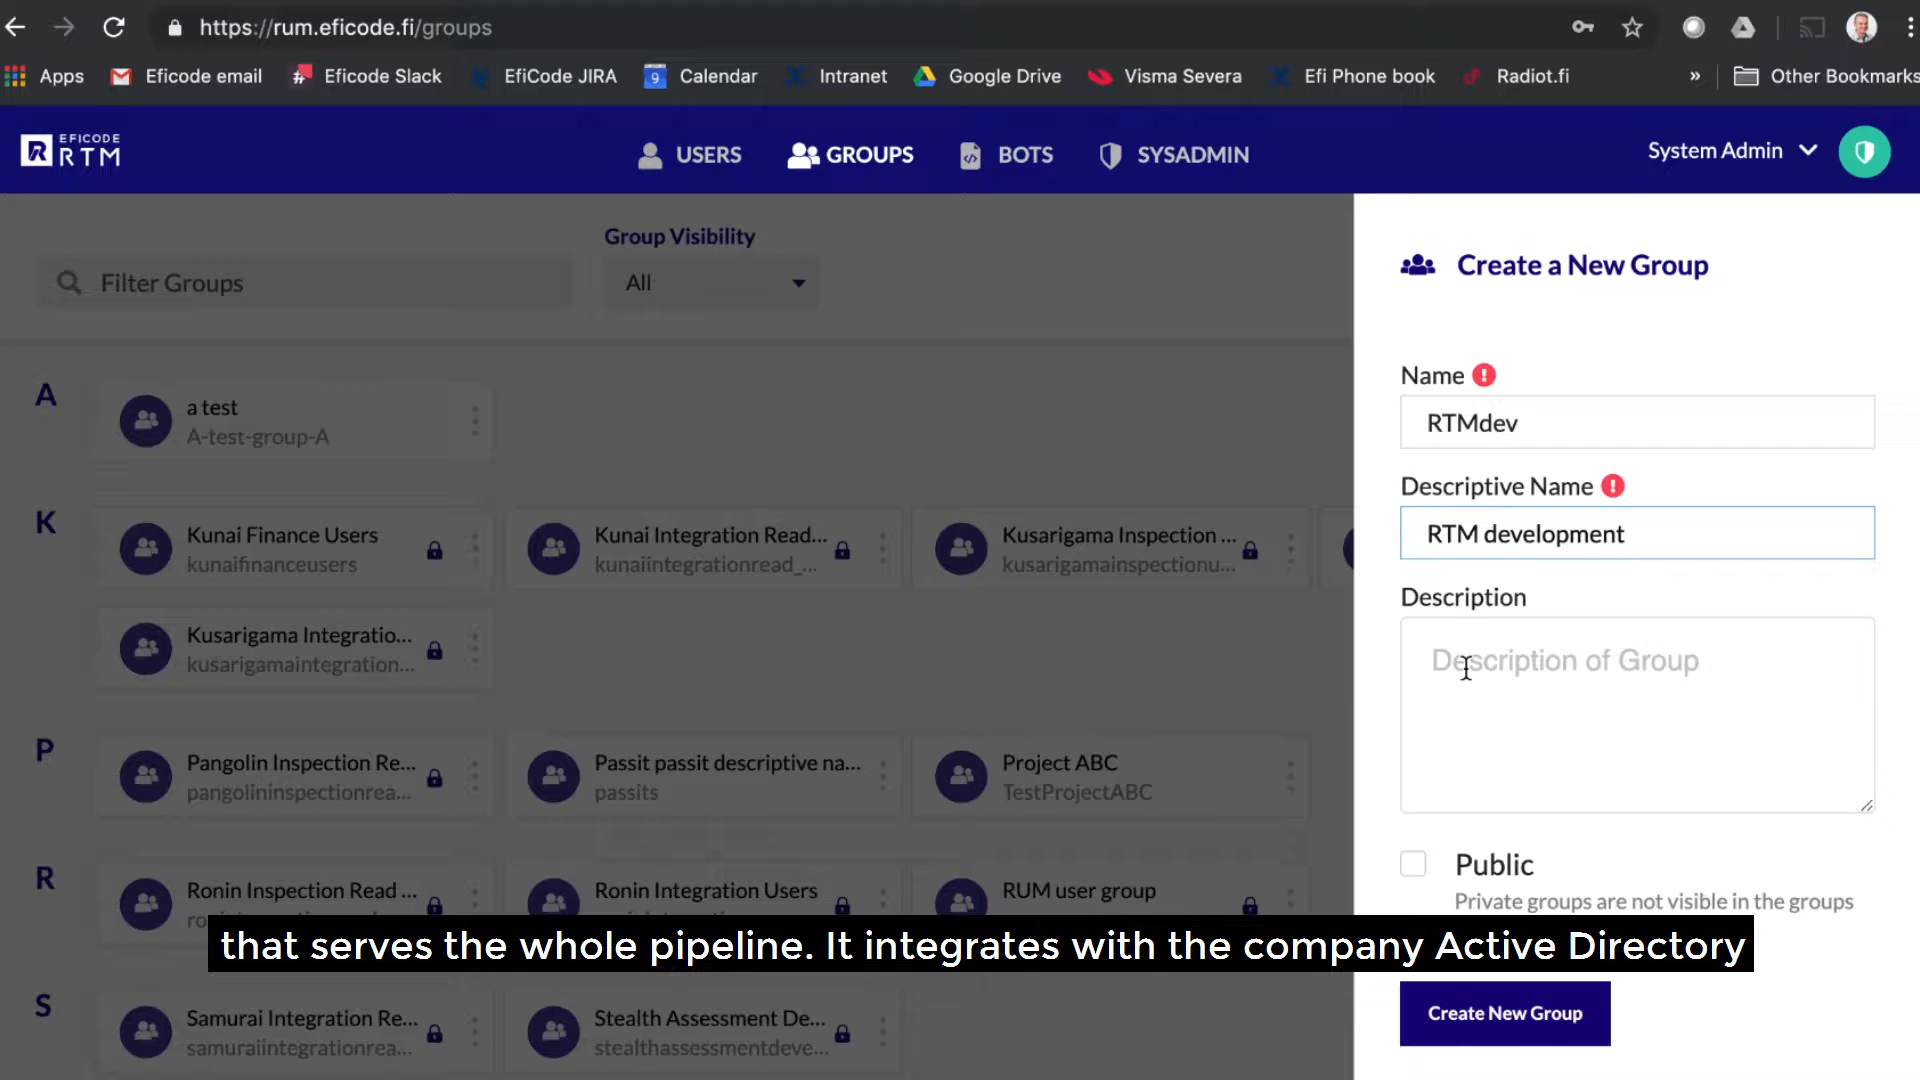 https://rum.eficode.fi/groups
Apps
Eficode email
Eficode Slack
EfiCode JIRA
9
Calendar
Intranet
Google Drive
Visma Severa
Efi Phone book
Radiot.fi
»
Other Bookmarks
EFICODE
RTM
USERS
GROUPS
BOTS
SYSADMIN
System Admin
Group Visibility
Filter Groups
All
A
a test
A-test-group-A
K
Kunai Finance Users
kunaifinanceusers
Kunai Integration Read...
kunaiintegrationread_...
Kusarigama Inspection ...
kusarigamainspectionu...
Kusarigama Integratio...
kusarigamaintegration...
P
Pangolin Inspection Re...
pangolininspectionrea...
Passit passit descriptive na...
passits
Project ABC
TestProjectABC
R
Ronin Inspection Read ...
Ronin Integration Users
RUM user group
S
Samurai Integration Re...
samuraiintegrationrea...
Stealth Assessment De...
stealthassessmentdeve...
Create a New Group
Name
RTMdev
Descriptive Name
RTM development
Description
Description of Group
Public
Private groups are not visible in the groups
Create New Group
that serves the whole pipeline. It integrates with the company Active Directory